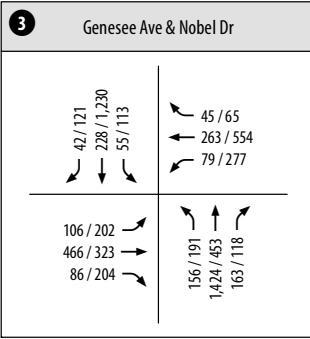 3
Genesee Ave & Nobel Dr
42 / 121
228 / 1,230
55 / 113
45 / 65
263 / 554
79 / 277
106 / 202
466 / 323
86 / 204
156 / 191
1,424 / 453
163 / 118